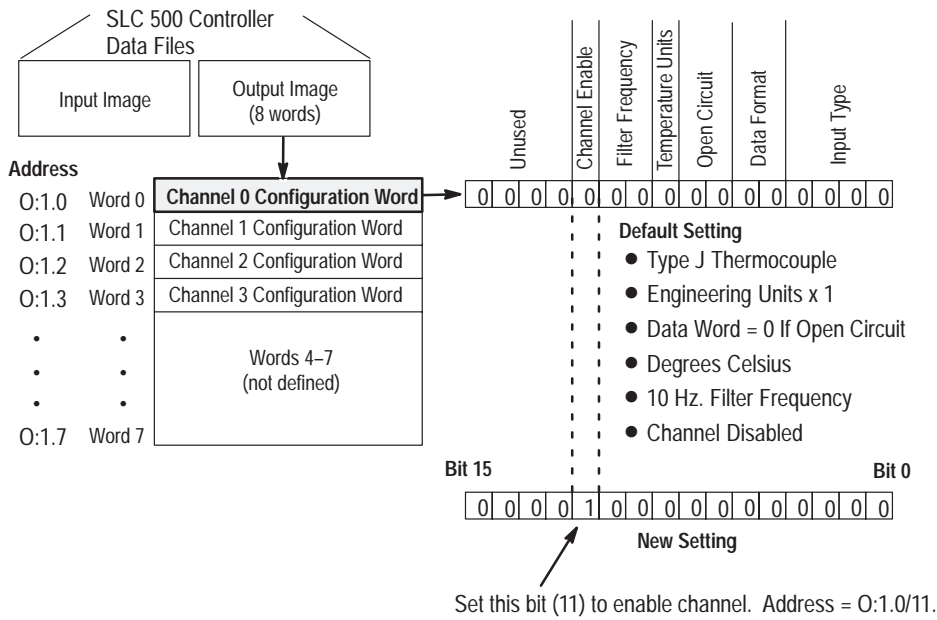 SLC 500 Controller
Data Files
Input Image
Output Image
(8 words)
Unused
Channel Enable
Filter Frequency
Temperature Units
Open Circuit
Data Format
Input Type
Address
O:1.0 Word 0 Channel 0 Configuration Word
0 0 0 0 0 0 0 0 0 0 0 0 0 0 0 0
O:1.1 Word 1 Channel 1 Configuration Word
O:1.2 Word 2 Channel 2 Configuration Word
O:1.3 Word 3 Channel 3 Configuration Word
Words 4–7
(not defined)
O:1.7 Word 7
Default Setting
● Type J Thermocouple
● Engineering Units x 1
● Data Word = 0 If Open Circuit
● Degrees Celsius
● 10 Hz. Filter Frequency
● Channel Disabled
Bit 15 Bit 0
0 0 0 0 1 0 0 0 0 0 0 0 0 0 0 0
New Setting
Set this bit (11) to enable channel. Address = O:1.0/11.